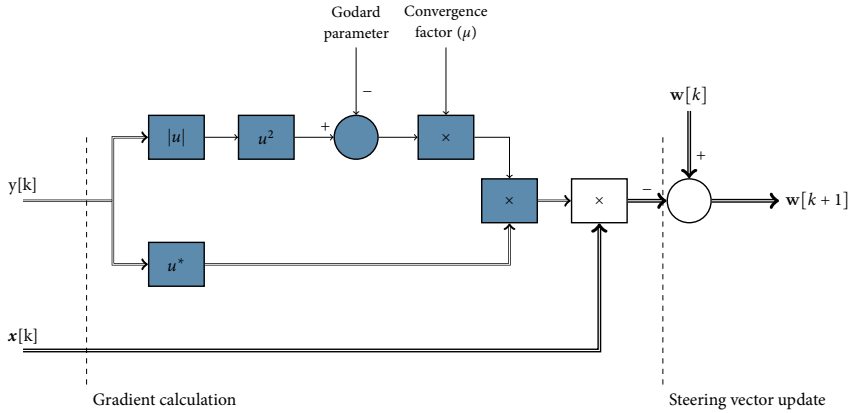 Godard
parameter
Convergence
factor (μ)
−
w[k]
|u|
+
u²
×
+
y[k]
×
×
−
w[k + 1]
u*
x[k]
Gradient calculation
Steering vector update